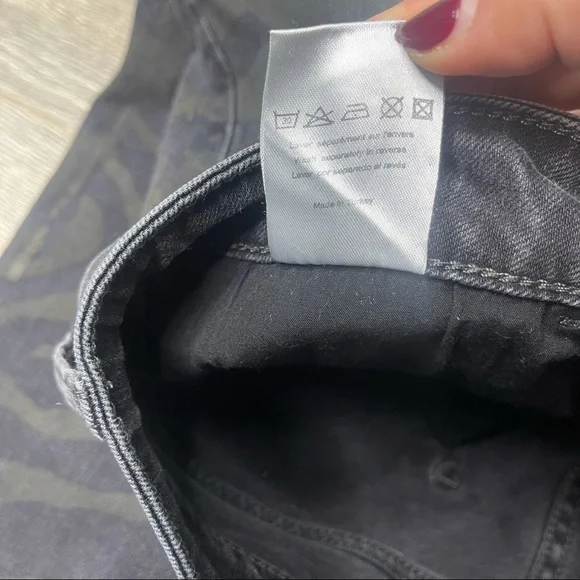 30
Laver séparément sur l'envers
Wash separately in reverse
Lavar por separado al revés
Made in Turkey